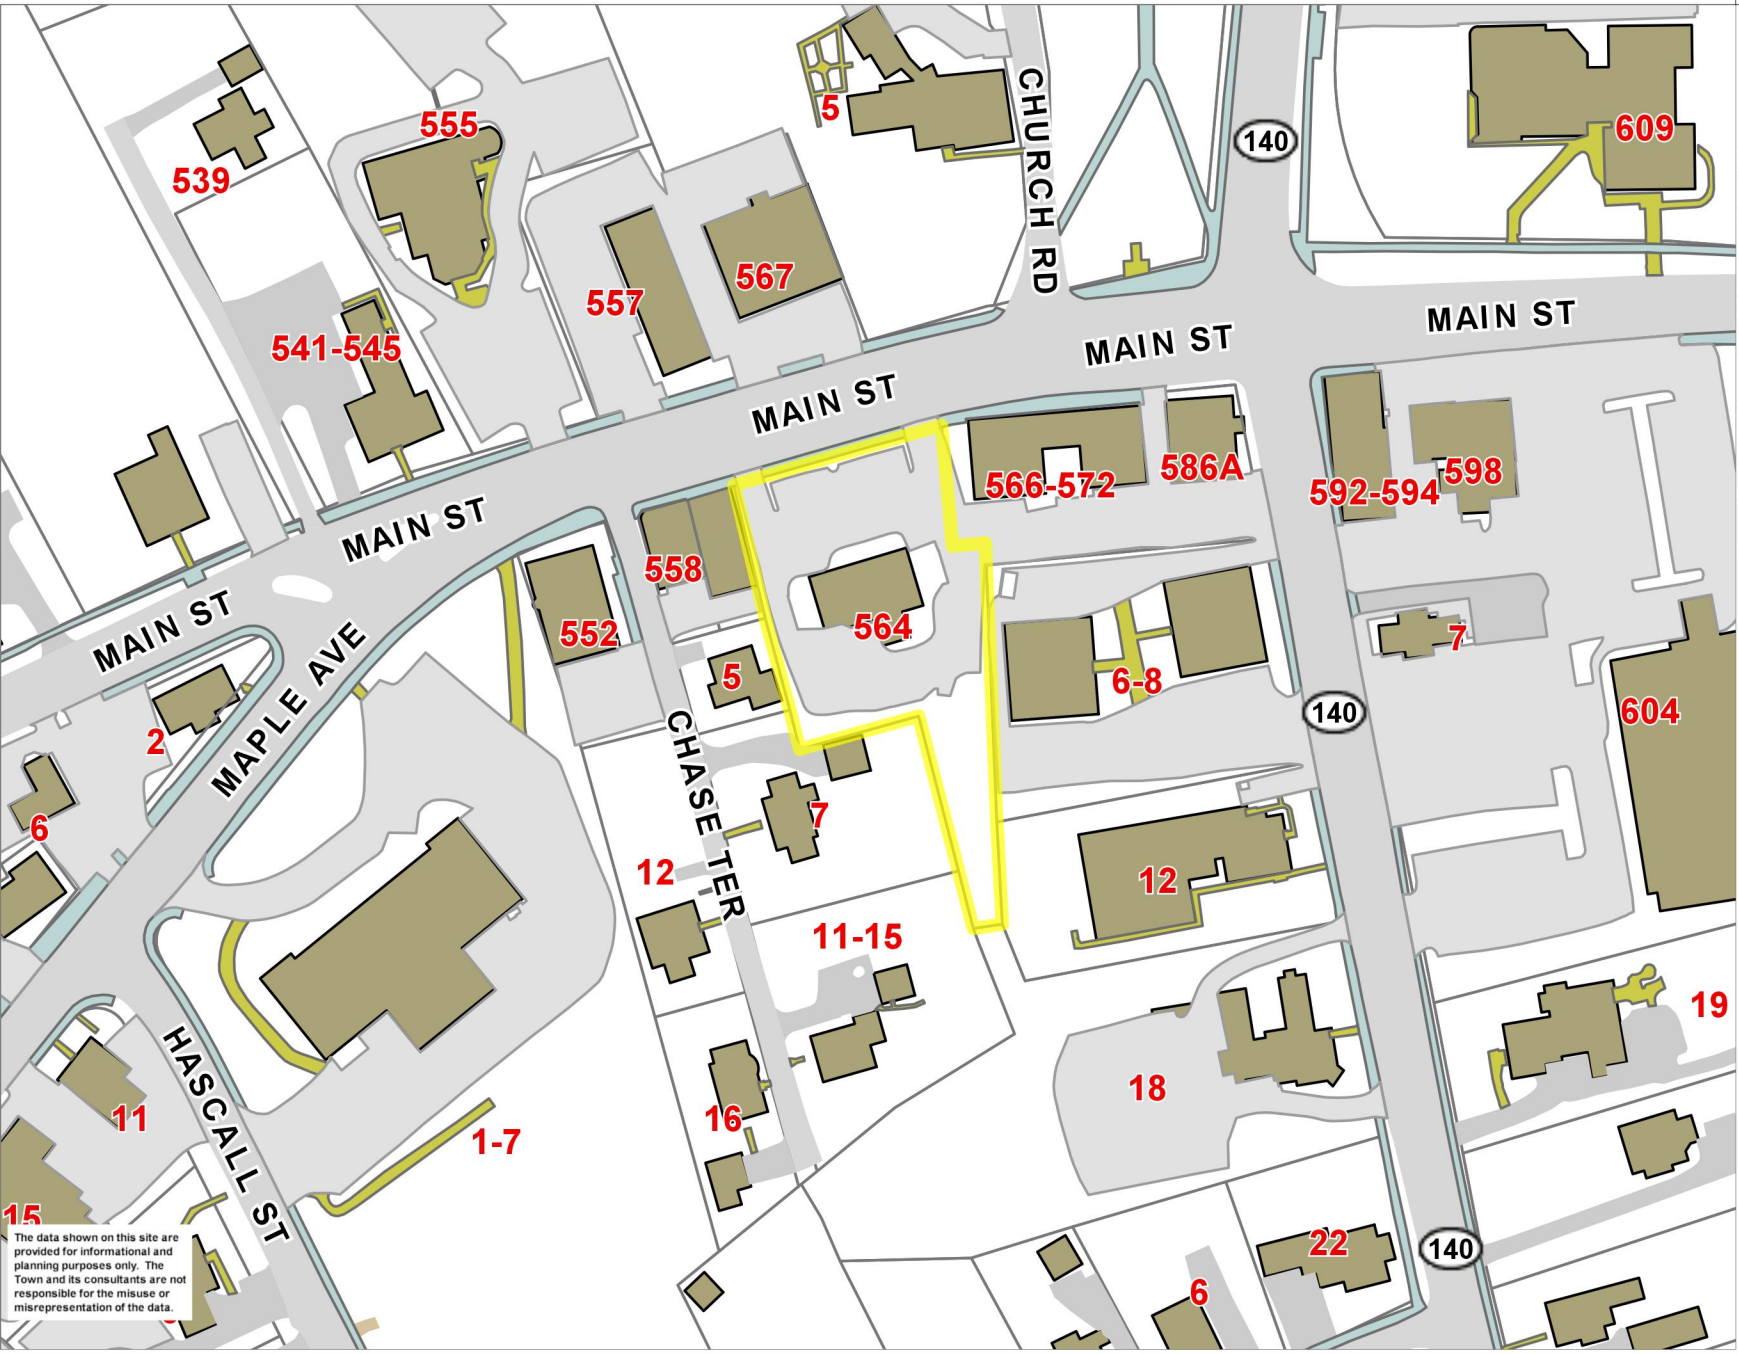 5
CHURCH RD
140
609
555
539
557
567
541-545
MAIN ST
MAIN ST
MAIN ST
MAIN ST
MAIN ST
566-572
586A
592-594
598
558
552
564
5
6-8
7
140
604
2
MAPLE AVE
CHASE TER
6
7
12
12
11-15
19
HASCALL ST
11
16
1-7
18
15
22
140
6
The data shown on this site are
provided for informational and
planning purposes only. The
Town and its consultants are not
responsible for the misuse or
misrepresentation of the data.